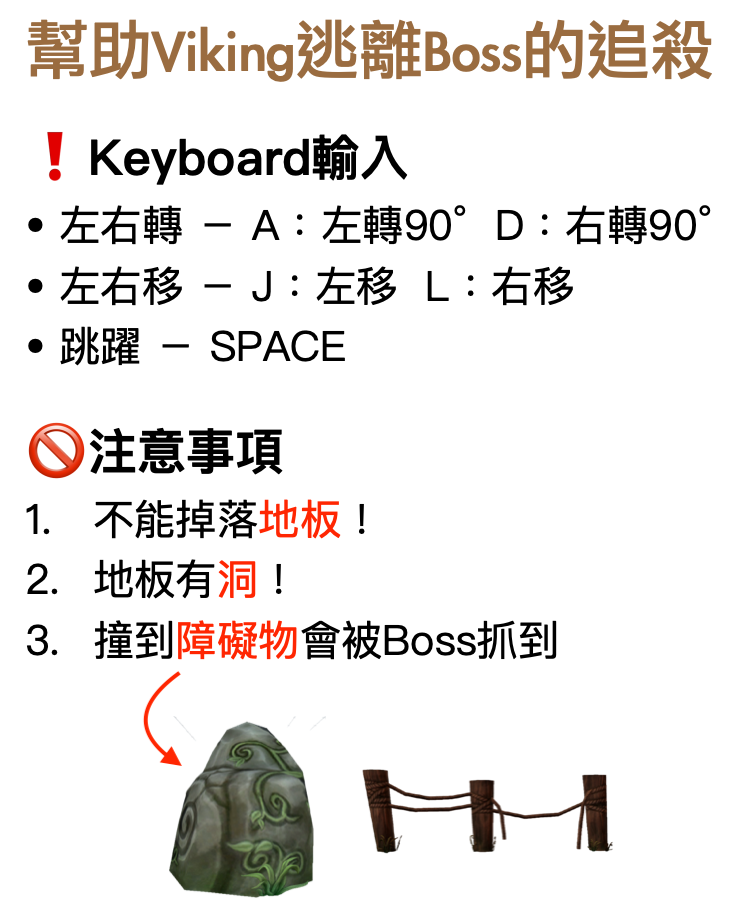 幫助Viking逃離Boss的追殺
❗Keyboard輸入
• 左右轉 － A：左轉90° D：右轉90°
• 左右移 － J：左移 L：右移
• 跳躍 － SPACE
🚫注意事項
1. 不能掉落地板！
2. 地板有洞！
3. 撞到障礙物會被Boss抓到